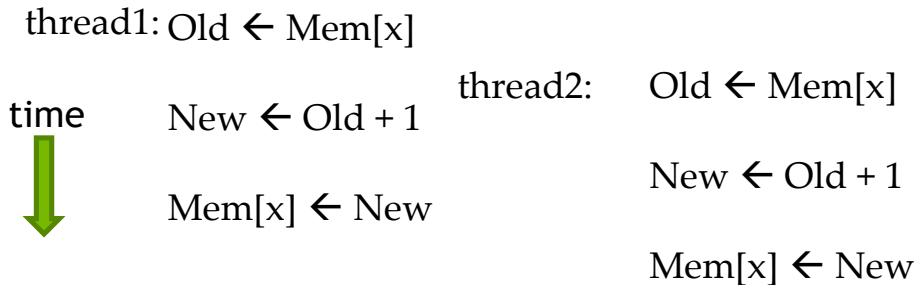 thread1: Old ← Mem[x]
thread2: Old ← Mem[x]
time New ← Old + 1
New ← Old + 1
Mem[x] ← New
Mem[x] ← New